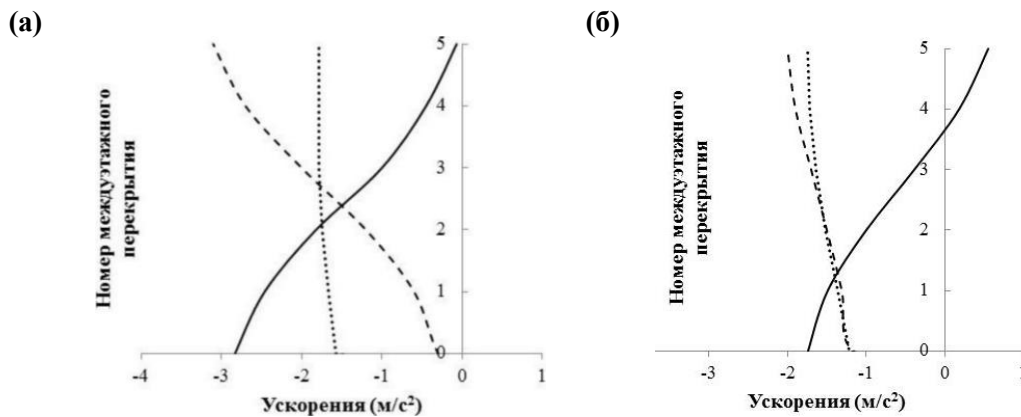 (а)
(б)
Номер междуэтажного
перекрытия
5
4
3
2
1
0
-4
-3
-2
-1
0
1
Ускорения (м/с²)
Номер междуэтажного
перекрытия
5
4
3
2
1
0
-3
-2
-1
0
1
Ускорения (м/с²)